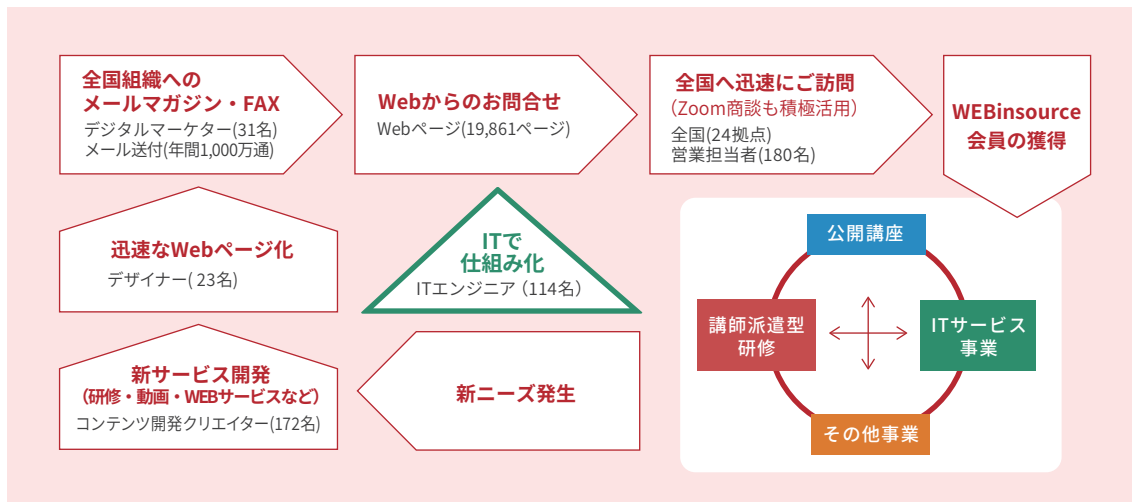 全国組織への
メールマガジン・FAX
デジタルマーケター(31名)
メール送付(年間1,000万通)
Webからのお問合せ
Webページ(19,861ページ)
全国へ迅速にご訪問
（Zoom商談も積極活用）
全国(24拠点)
営業担当者(180名)
WEBinsource
会員の獲得
迅速なWebページ化
デザイナー( 23名)
ITで
仕組み化
ITエンジニア（114名）
新サービス開発
（研修・動画・WEBサービスなど）
コンテンツ開発クリエイター(172名)
新ニーズ発生
公開講座
講師派遣型
研修
ITサービス
事業
その他事業